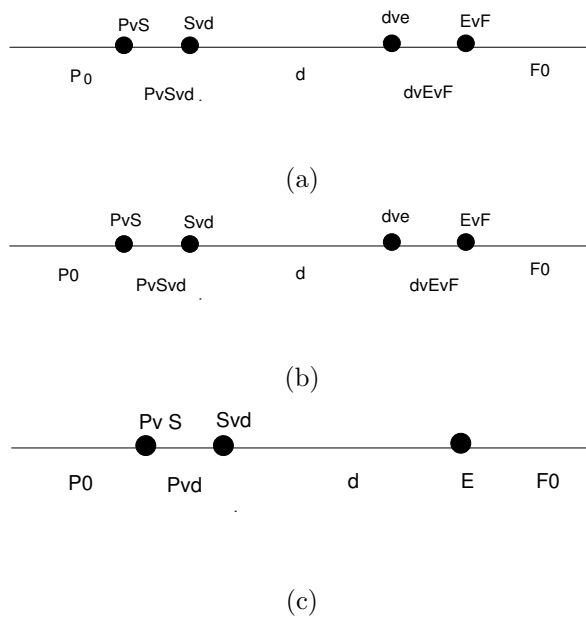 PvS Svd dve EvF
P0 d F0
PvSvd . dvEvF
(a)
PvS Svd dve EvF
P0 d F0
PvSvd . dvEvF
(b)
Pv S Svd
P0 Pvd d E F0
.
(c)